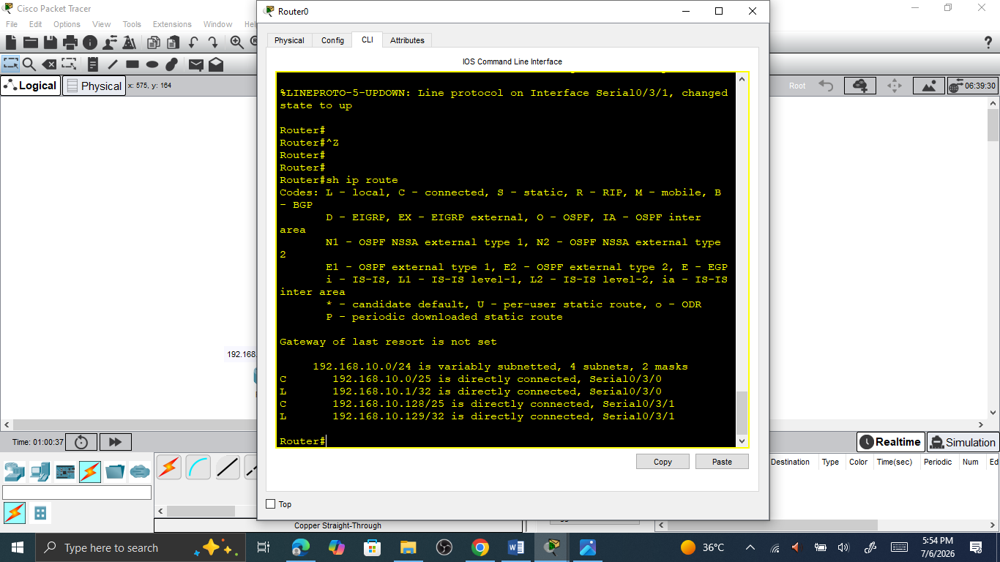 Cisco Packet Tracer
File Edit Options View Tools Extensions Window
Logical
Physical
x: 575, y: 164
Root
06:39:30
192.168.
Router0
Physical Config CLI Attributes
IOS Command Line Interface
%LINEPROTO-5-UPDOWN: Line protocol on Interface Serial0/3/1, changed
state to up
Router#
Router#^Z
Router#
Router#
Router#sh ip route
Codes: L - local, C - connected, S - static, R - RIP, M - mobile, B
- BGP
D - EIGRP, EX - EIGRP external, O - OSPF, IA - OSPF inter
area
N1 - OSPF NSSA external type 1, N2 - OSPF NSSA external type
2
E1 - OSPF external type 1, E2 - OSPF external type 2, E - EGP
i - IS-IS, L1 - IS-IS level-1, L2 - IS-IS level-2, ia - IS-IS
inter area
* - candidate default, U - per-user static route, o - ODR
P - periodic downloaded static route
Gateway of last resort is not set
192.168.10.0/24 is variably subnetted, 4 subnets, 2 masks
C 192.168.10.0/25 is directly connected, Serial0/3/0
L 192.168.10.1/32 is directly connected, Serial0/3/0
C 192.168.10.128/25 is directly connected, Serial0/3/1
L 192.168.10.129/32 is directly connected, Serial0/3/1
Router#
Copy Paste
Top
Time: 01:00:37
Realtime
Simulation
Destination Type Color Time(sec) Periodic Num Ed
Copper Straight-Through
Type here to search
36°C
5:54 PM
7/6/2026